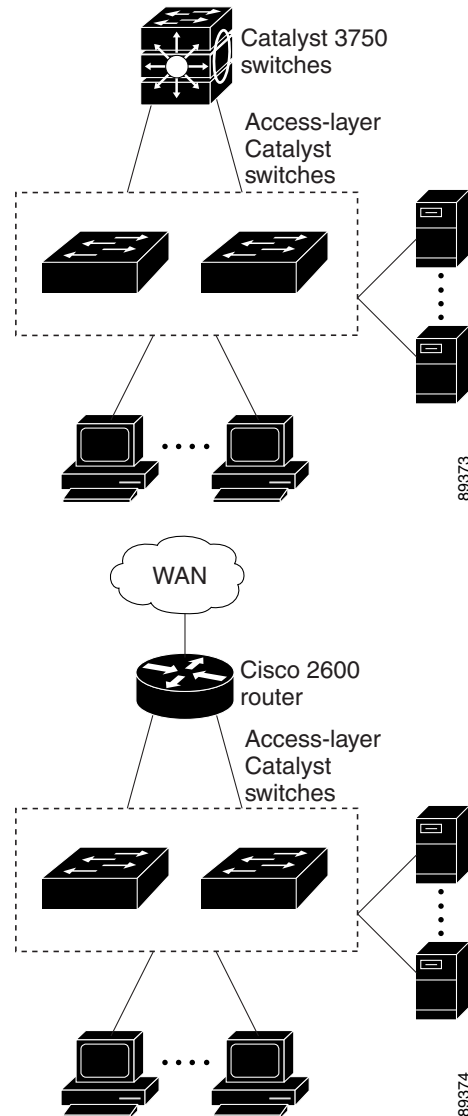 Catalyst 3750
switches
Access-layer
Catalyst
switches
89373
WAN
Cisco 2600
router
Access-layer
Catalyst
switches
89374